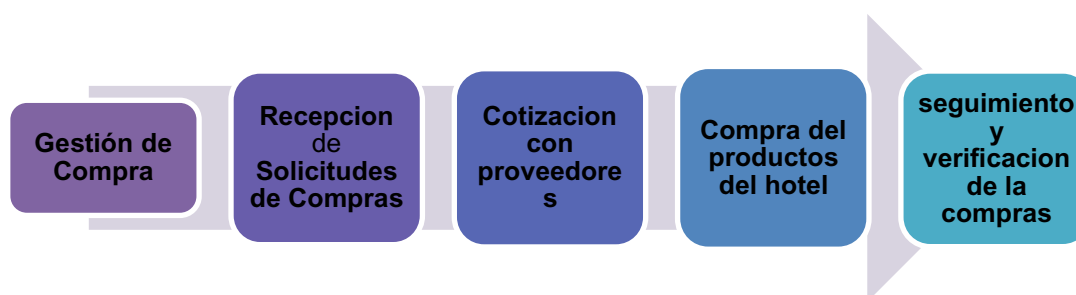 Gestión de
Compra
Recepcion
de
Solicitudes
de Compras
Cotizacion
con
proveedore
s
Compra del
productos
del hotel
seguimiento
y
verificacion
de la
compras